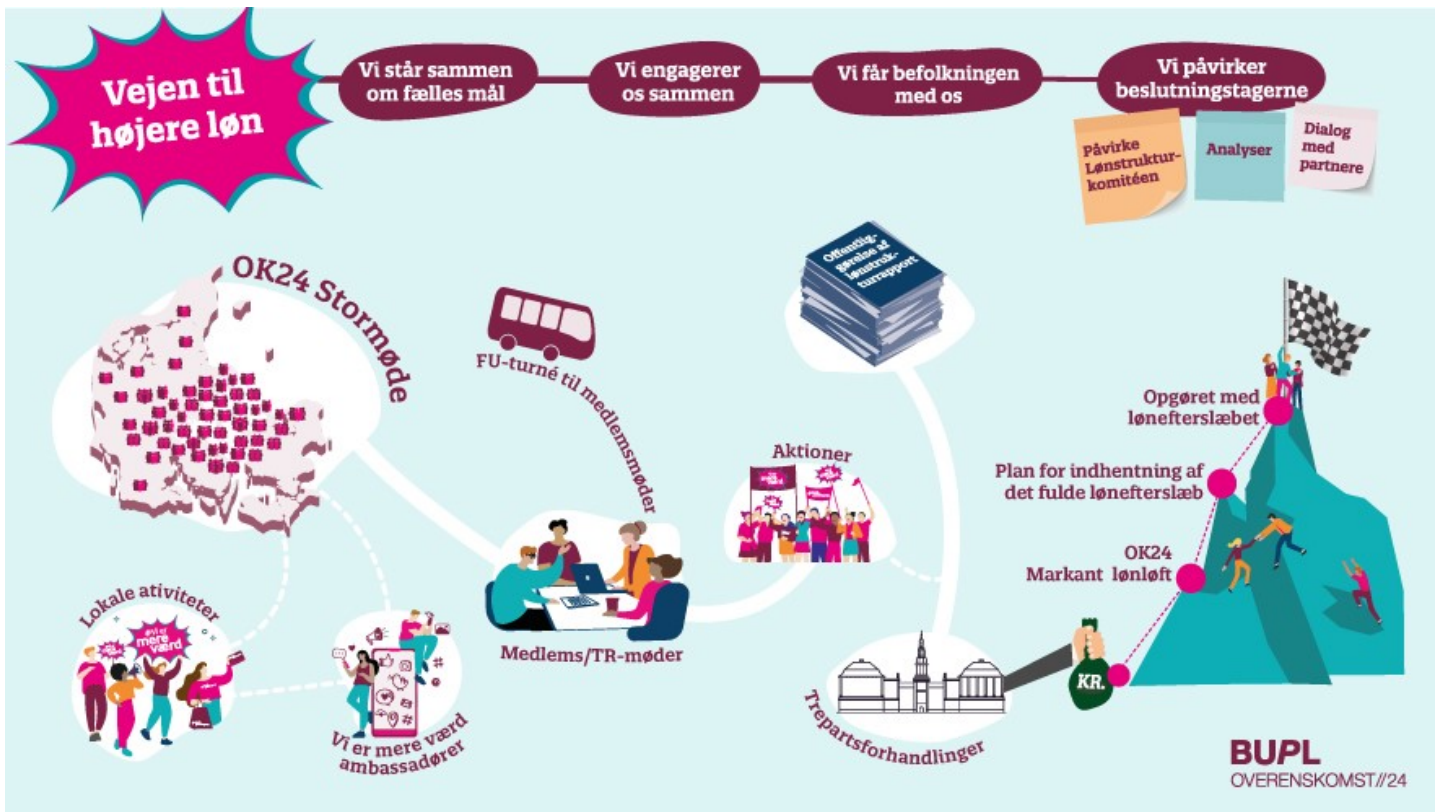 Vejen til
højere løn
Vi står sammen
om fælles mål
Vi engagerer
os sammen
Vi får befolkningen
med os
Vi påvirker
beslutningstagerne
Påvirke
Lønstruktur-
komitéen
Analyser
Dialog
med
partnere
OK24 Stormøde
FU-turné til medlemsmøder
Offentlig-
gørelse af
lønstruk-
turrapport
Aktioner
Opgøret med
lønefterslæbet
Plan for indhentning af
det fulde lønefterslæb
OK24
Markant lønløft
Lokale ativiteter
mere
værd
Vi er mere værd
ambassadører
Medlems/TR-møder
Trepartsforhandlinger
KR.
BUPL
OVERENSKOMST//24